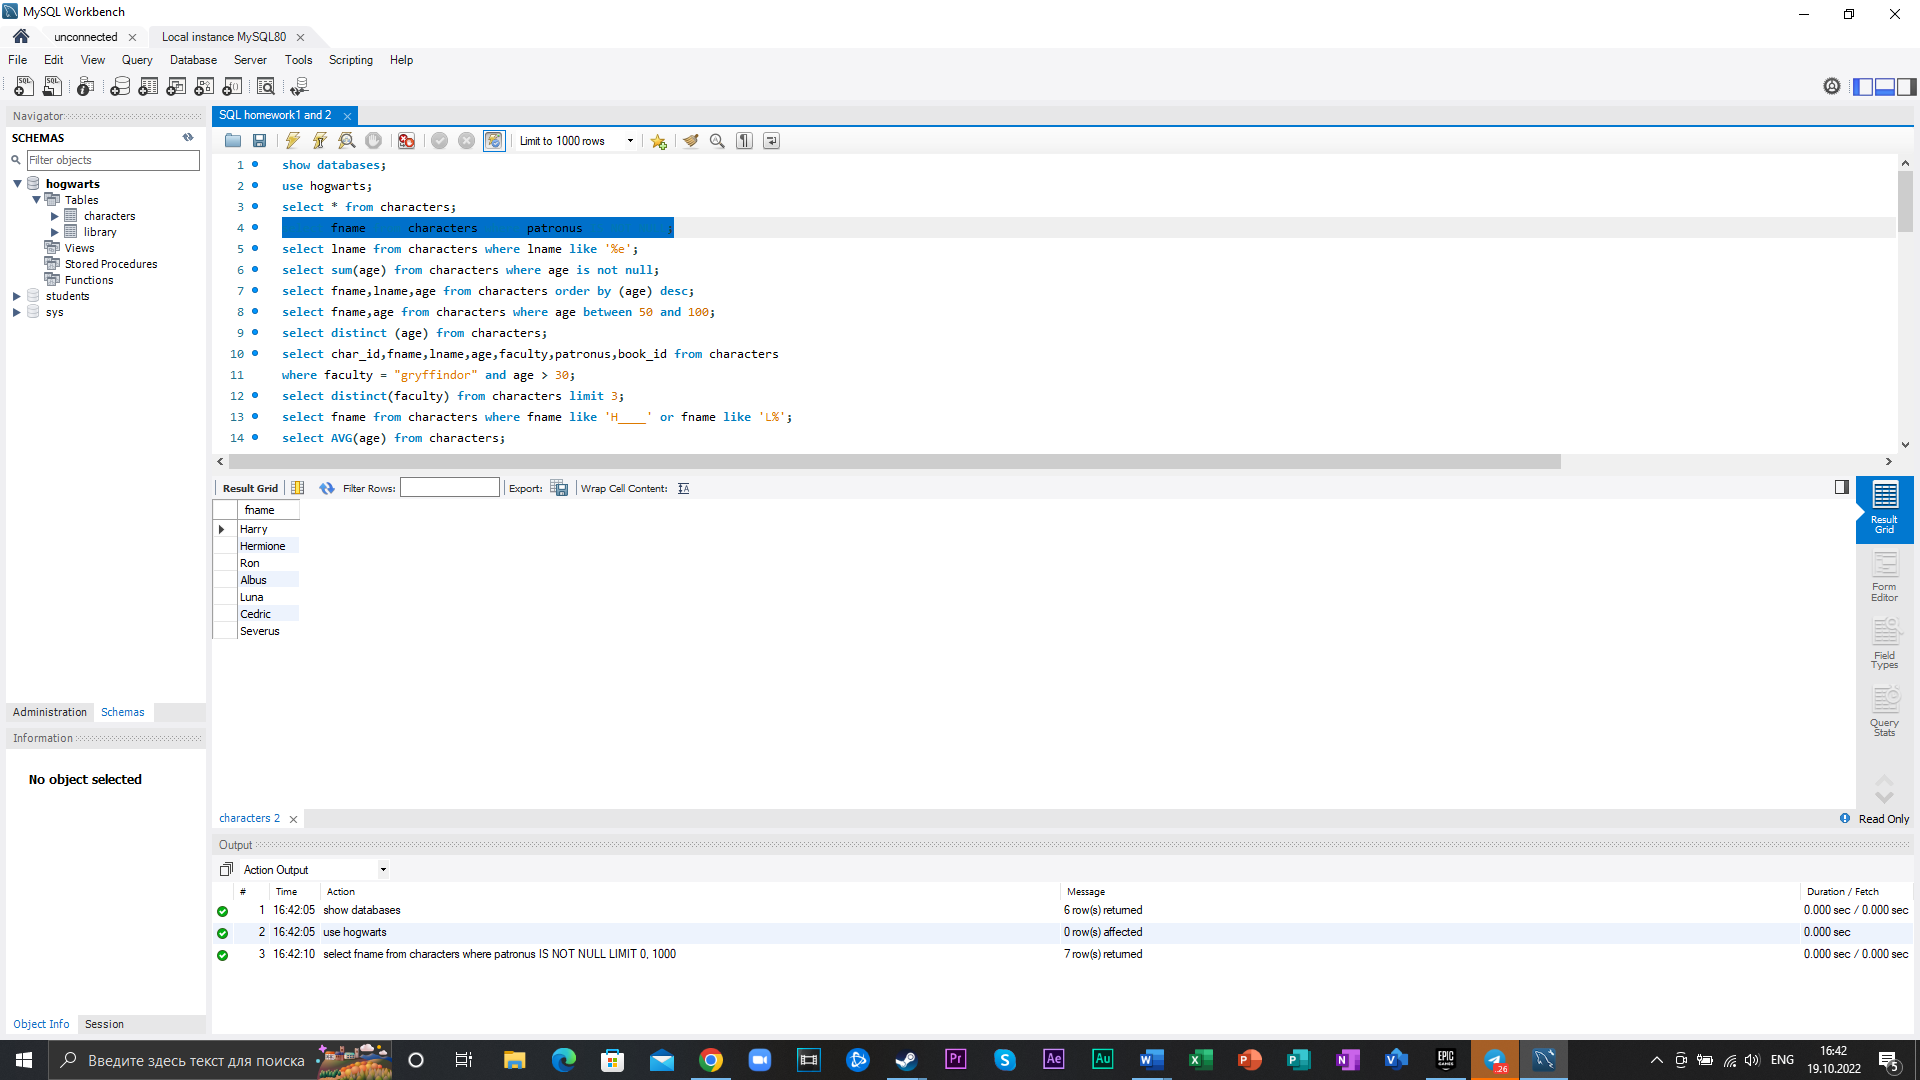 MySQL Workbench
unconnected
Local instance MySQL80
File Edit View Query Database Server Tools Scripting Help
Navigator
SCHEMAS
Filter objects
hogwarts
Tables
characters
library
Views
Stored Procedures
Functions
students
sys
Administration Schemas
Information
No object selected
Object Info Session
SQL homework1 and 2
Limit to 1000 rows
1 show databases;
2 use hogwarts;
3 select * from characters;
4 fname characters patronus ;
5 select lname from characters where lname like '%e';
6 select sum(age) from characters where age is not null;
7 select fname,lname,age from characters order by (age) desc;
8 select fname,age from characters where age between 50 and 100;
9 select distinct (age) from characters;
10 select char_id,fname,lname,age,faculty,patronus,book_id from characters
11 where faculty = "gryffindor" and age > 30;
12 select distinct(faculty) from characters limit 3;
13 select fname from characters where fname like 'H____' or fname like 'L%';
14 select AVG(age) from characters;
Result Grid Filter Rows: Export: Wrap Cell Content:
fname
Harry
Hermione
Ron
Albus
Luna
Cedric
Severus
Result
Grid
Form
Editor
Field
Types
Query
Stats
characters 2
Read Only
Output
Action Output
# Time Action Message Duration / Fetch
1 16:42:05 show databases 6 row(s) returned 0.000 sec / 0.000 sec
2 16:42:05 use hogwarts 0 row(s) affected 0.000 sec
3 16:42:10 select fname from characters where patronus IS NOT NULL LIMIT 0, 1000 7 row(s) returned 0.000 sec / 0.000 sec
Введите здесь текст для поиска
Pr
Ae
Au
EPIC
GAMES
26
ENG
16:42
19.10.2022
5